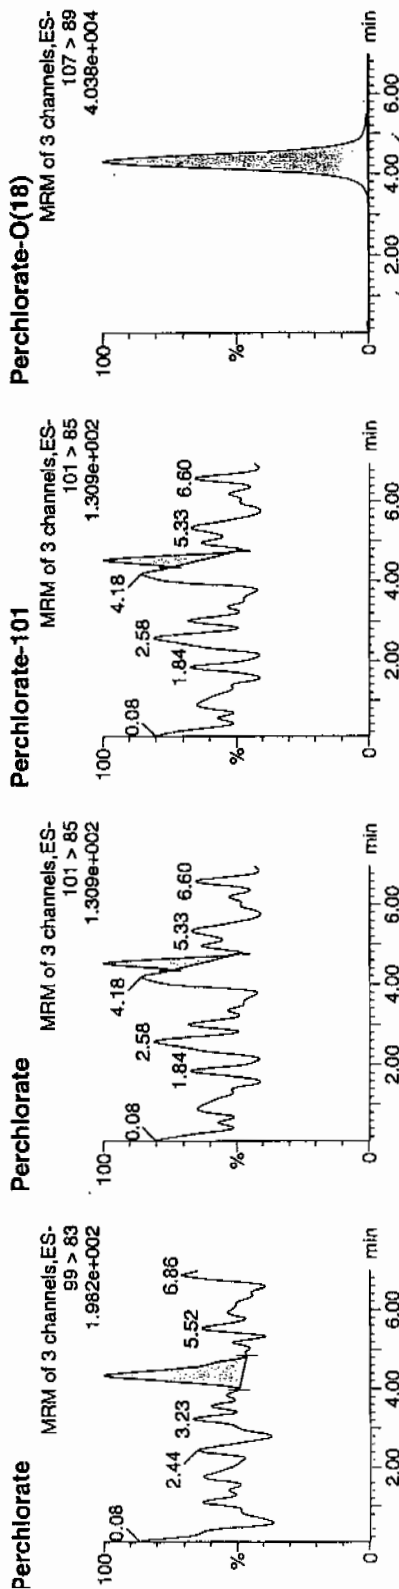 Perchlorate
MRM of 3 channels,ES-
99 > 83
1.982e+002
100
0.08
2.44
3.23
5.52
6.86
%
0
2.00
4.00
6.00
min
Perchlorate
MRM of 3 channels,ES-
101 > 85
1.309e+002
100
0.08
1.84
2.58
4.18
5.33
6.60
%
0
2.00
4.00
6.00
min
Perchlorate-101
MRM of 3 channels,ES-
101 > 85
1.309e+002
100
0.08
1.84
2.58
4.18
5.33
6.60
%
0
2.00
4.00
6.00
min
Perchlorate-O(18)
MRM of 3 channels,ES-
107 > 89
4.038e+004
100
%
0
2.00
4.00
6.00
min